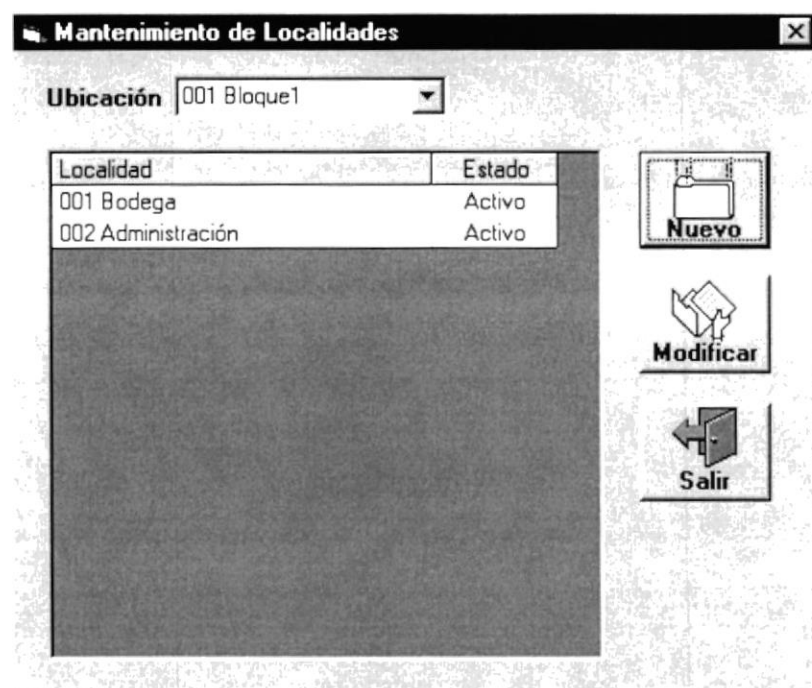 Mantenimiento de Localidades
Ubicación 001 Bloque1
Localidad Estado
001 Bodega Activo
002 Administración Activo
Nuevo
Modificar
Salir